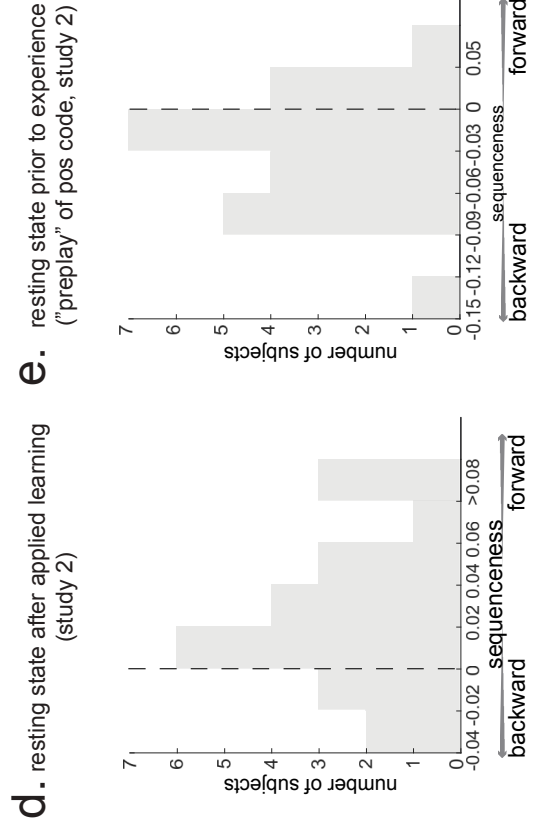 d. resting state after applied learning
(study 2)
7
6
5
4
3
2
1
0
number of subjects
-0.04 -0.02 0 0.02 0.04 0.06 >0.08
sequenceness
backward forward
e. resting state prior to experience
("preplay" of pos code, study 2)
7
6
5
4
3
2
1
0
number of subjects
-0.15 -0.12 -0.09 -0.06 -0.03 0 0.05
sequenceness
backward forward